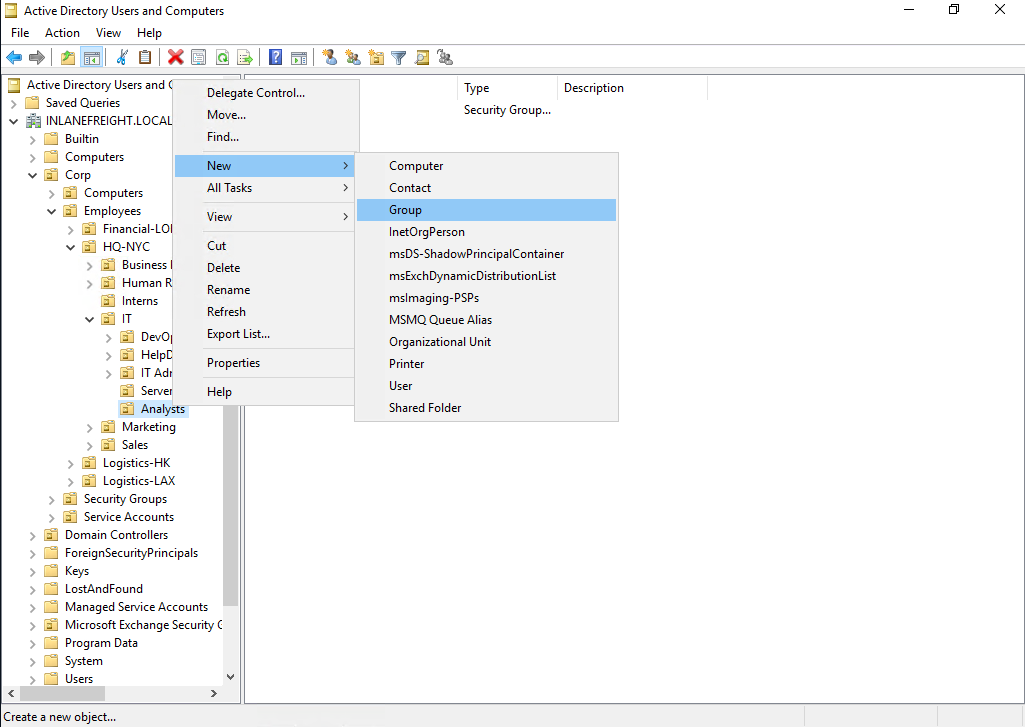 Active Directory Users and Computers
File Action View Help
Active Directory Users and C
Saved Queries
INLANEFREIGHT.LOCAL
Builtin
Computers
Corp
Computers
Employees
Financial-LO
HQ-NYC
Business
Human R
Interns
IT
DevOp
HelpD
IT Adr
Server
Analysts
Marketing
Sales
Logistics-HK
Logistics-LAX
Security Groups
Service Accounts
Domain Controllers
ForeignSecurityPrincipals
Keys
LostAndFound
Managed Service Accounts
Microsoft Exchange Security G
Program Data
System
Users
Delegate Control...
Move...
Find...
New
All Tasks
View
Cut
Delete
Rename
Refresh
Export List...
Properties
Help
Computer
Contact
Group
InetOrgPerson
msDS-ShadowPrincipalContainer
msExchDynamicDistributionList
msImaging-PSPs
MSMQ Queue Alias
Organizational Unit
Printer
User
Shared Folder
Type Description
Security Group...
Create a new object...